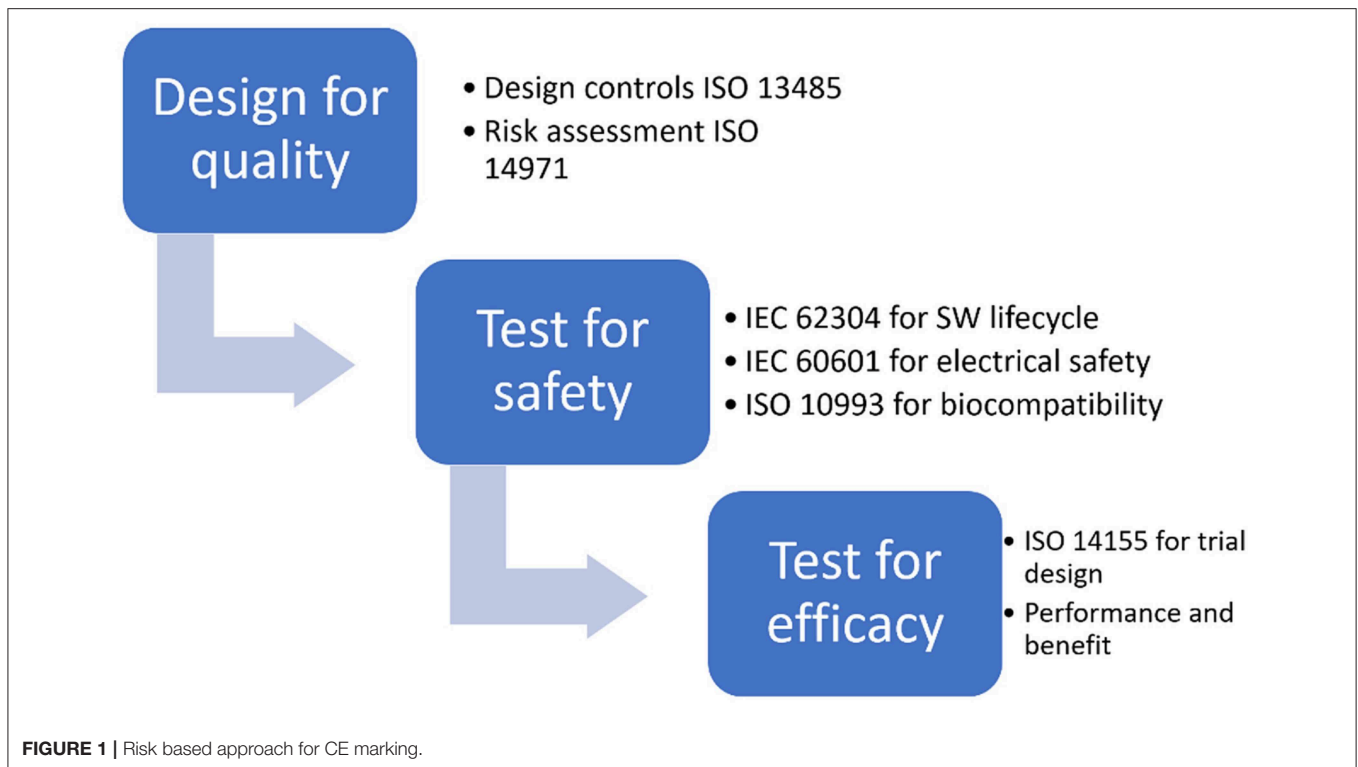 Design for
quality
• Design controls ISO 13485
• Risk assessment ISO
14971
Test for
safety
• IEC 62304 for SW lifecycle
• IEC 60601 for electrical safety
• ISO 10993 for biocompatibility
Test for
efficacy
• ISO 14155 for trial
design
• Performance and
benefit
FIGURE 1 | Risk based approach for CE marking.